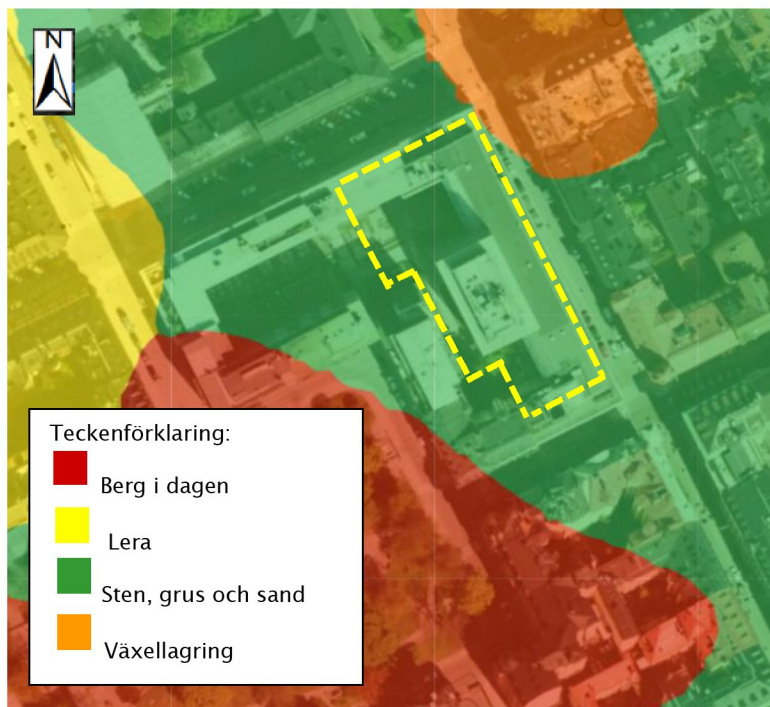 N
Teckenförklaring:
Berg i dagen
Lera
Sten, grus och sand
Växellagring